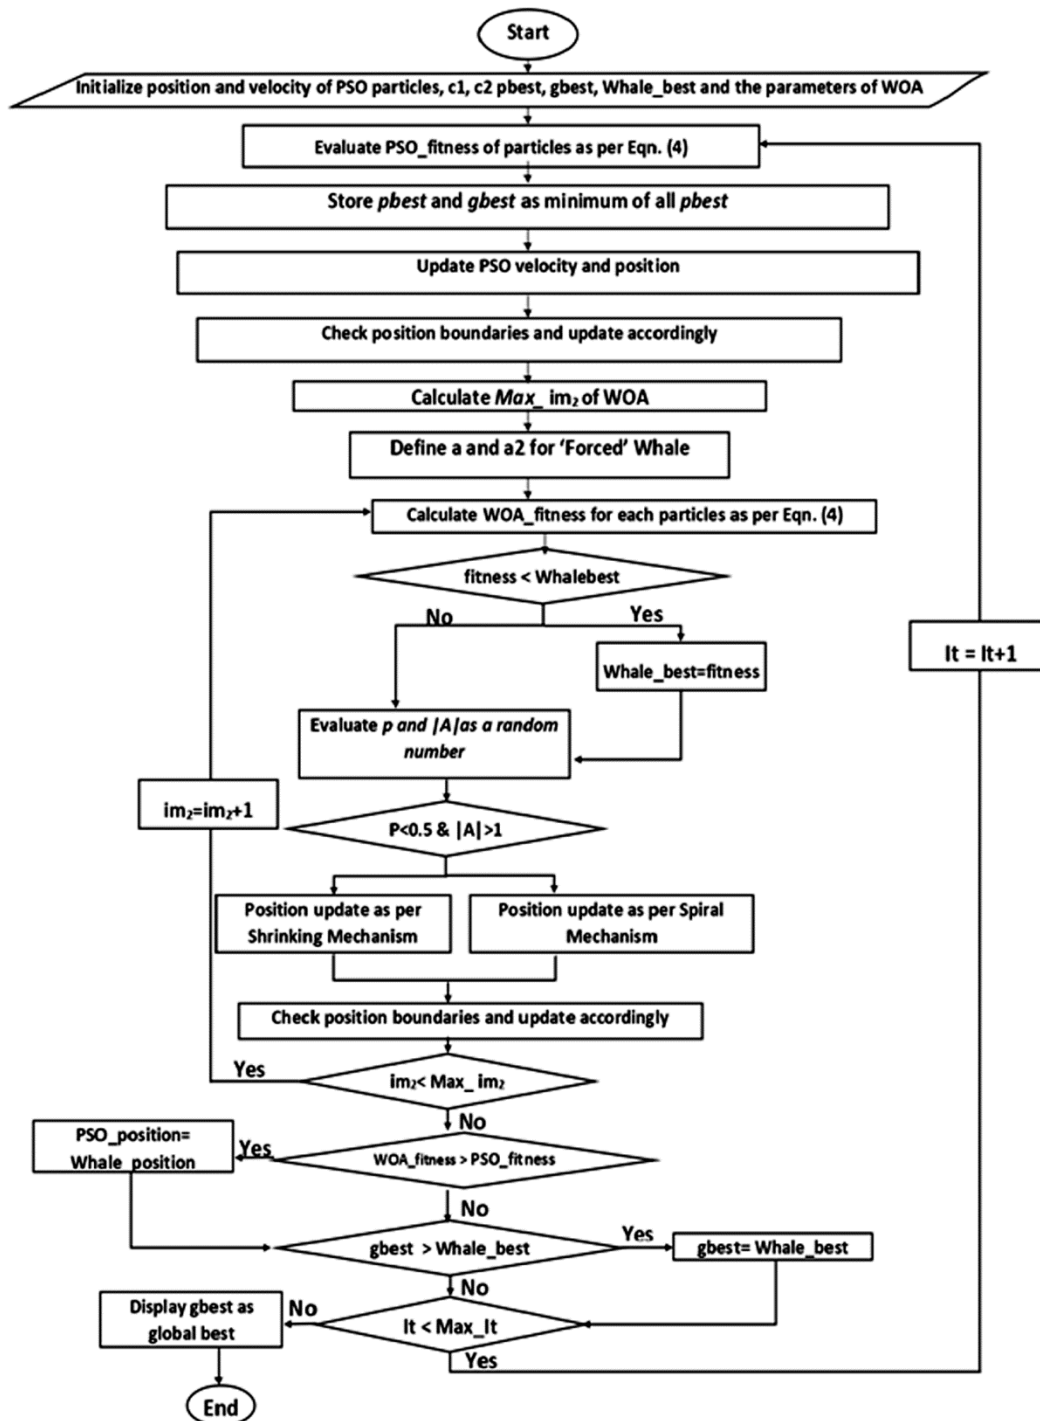 Start
Initialize position and velocity of PSO particles, c1, c2 pbest, gbest, Whale_best and the parameters of WOA
Evaluate PSO_fitness of particles as per Eqn. (4)
Store pbest and gbest as minimum of all pbest
Update PSO velocity and position
Check position boundaries and update accordingly
Calculate Max_ im₂ of WOA
Define a and a2 for ‘Forced’ Whale
Calculate WOA_fitness for each particles as per Eqn. (4)
fitness < Whalebest
No
Yes
Whale_best=fitness
It = It+1
Evaluate p and |A|as a random
number
im₂=im₂+1
P<0.5 & |A|>1
Position update as per
Shrinking Mechanism
Position update as per Spiral
Mechanism
Check position boundaries and update accordingly
Yes
im₂< Max_ im₂
No
PSO_position=
Whale_position
Yes
WOA_fitness > PSO_fitness
No
gbest > Whale_best
Yes
gbest= Whale_best
No
Display gbest as
global best
No
It < Max_It
Yes
End